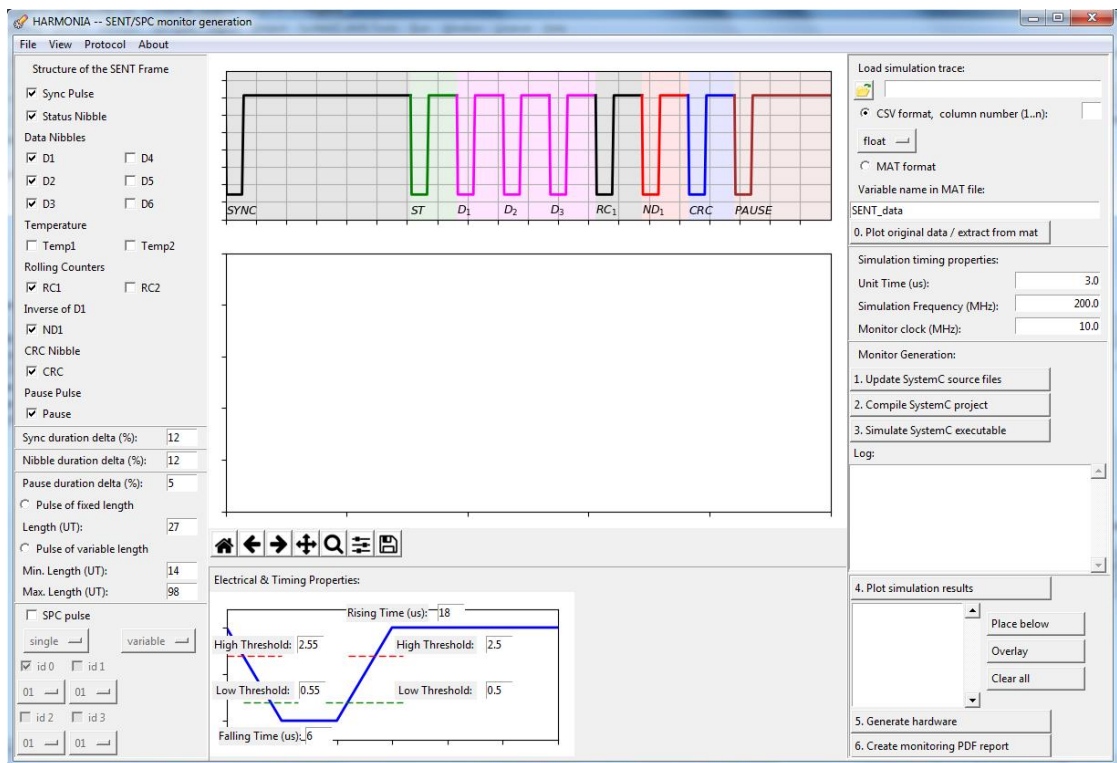 HARMONIA -- SENT/SPC monitor generation
File View Protocol About
Structure of the SENT Frame
Sync Pulse
Status Nibble
Data Nibbles
D1 D4
D2 D5
D3 D6
Temperature
Temp1 Temp2
Rolling Counters
RC1 RC2
Inverse of D1
ND1
CRC Nibble
CRC
Pause Pulse
Pause
Sync duration delta (%): 12
Nibble duration delta (%): 12
Pause duration delta (%): 5
Pulse of fixed length
Length (UT): 27
Pulse of variable length
Min. Length (UT): 14
Max. Length (UT): 98
SPC pulse
single variable
id 0 id 1
01 01
id 2 id 3
01 01
SYNC ST D1 D2 D3 RC1 ND1 CRC PAUSE
Electrical & Timing Properties:
Rising Time (us): 18
High Threshold: 2.55 High Threshold: 2.5
Low Threshold: 0.55 Low Threshold: 0.5
Falling Time (us): 6
Load simulation trace:
CSV format, column number (1..n):
float
MAT format
Variable name in MAT file:
SENT_data
0. Plot original data / extract from mat
Simulation timing properties:
Unit Time (us): 3.0
Simulation Frequency (MHz): 200.0
Monitor clock (MHz): 10.0
Monitor Generation:
1. Update SystemC source files
2. Compile SystemC project
3. Simulate SystemC executable
Log:
4. Plot simulation results
Place below
Overlay
Clear all
5. Generate hardware
6. Create monitoring PDF report